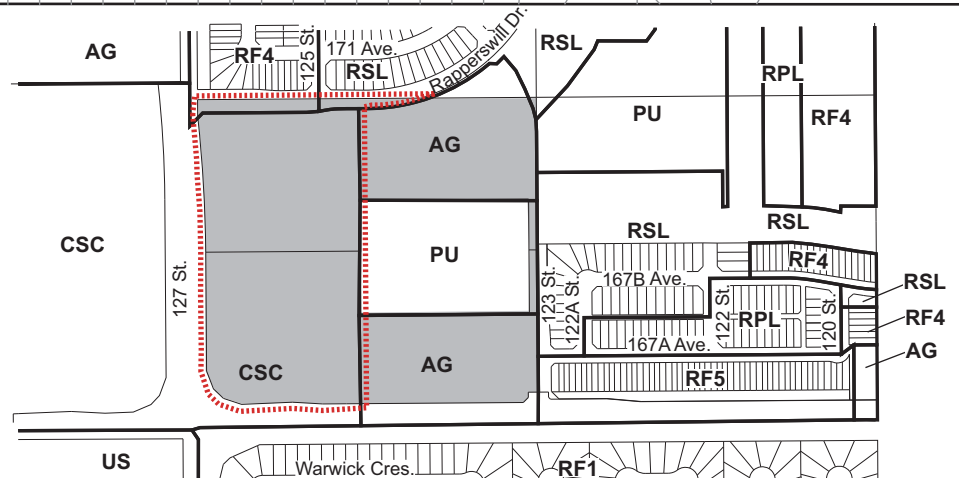 AG
RF4
125 St.
171 Ave.
RSL
Rapperswill Dr.
RSL
RPL
PU
RF4
AG
CSC
127 St.
PU
RSL
RSL
RF4
167B Ave.
123 St.
122A St.
122 St.
RPL
120 St.
RSL
RF4
AG
167A Ave.
CSC
AG
RF5
US
Warwick Cres.
RF1